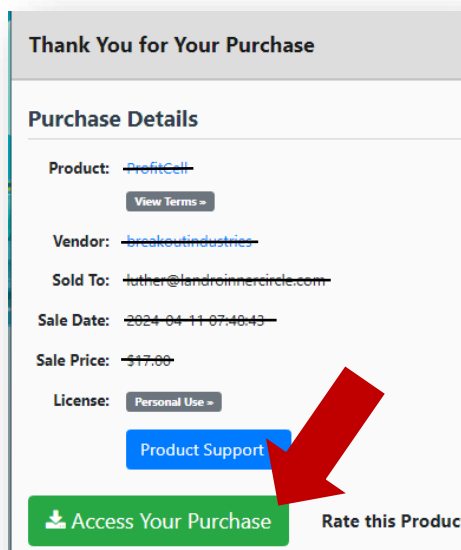 Thank You for Your Purchase
Purchase Details
Product: ProfitCell
View Terms »
Vendor: breakoutindustries
Sold To: luther@landroinnercircle.com
Sale Date: 2024-04-11 07:48:43
Sale Price: $17.00
License: Personal Use »
Product Support
Access Your Purchase
Rate this Produc